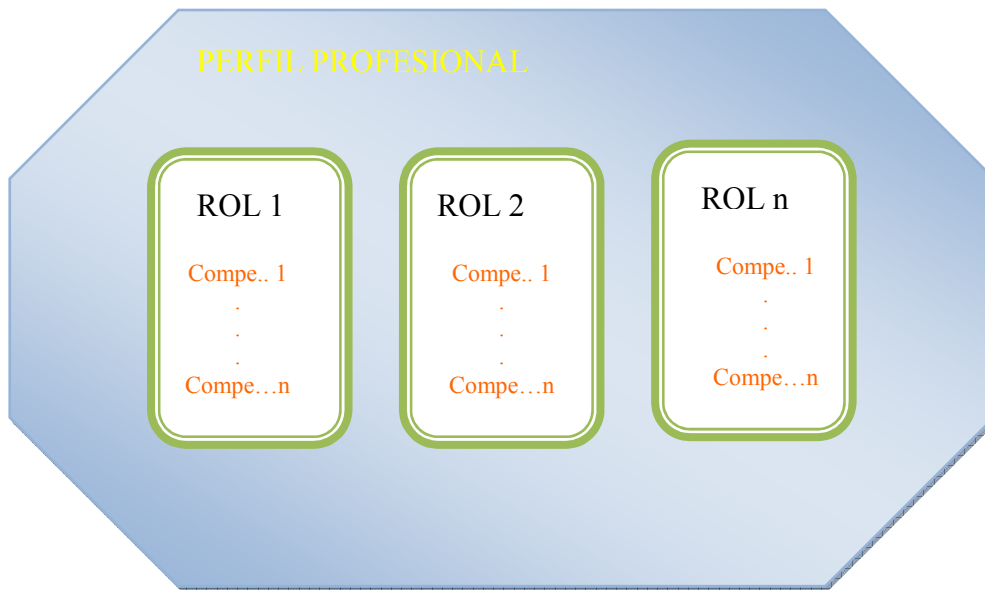 PERFIL PROFESIONAL
ROL 1
Compe.. 1
.
.
.
Compe…n
ROL 2
Compe.. 1
.
.
.
Compe…n
ROL n
Compe.. 1
.
.
.
Compe…n